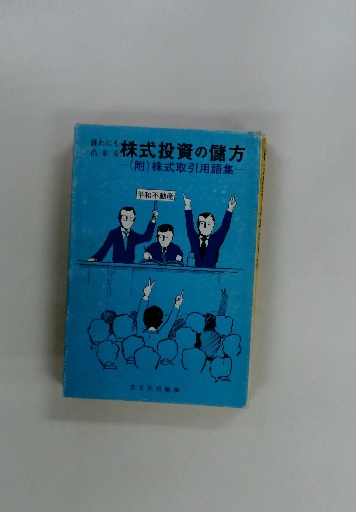 誰れにも
出来る
株式投資の儲方
―(附)株式取引用語集―
平和不動産